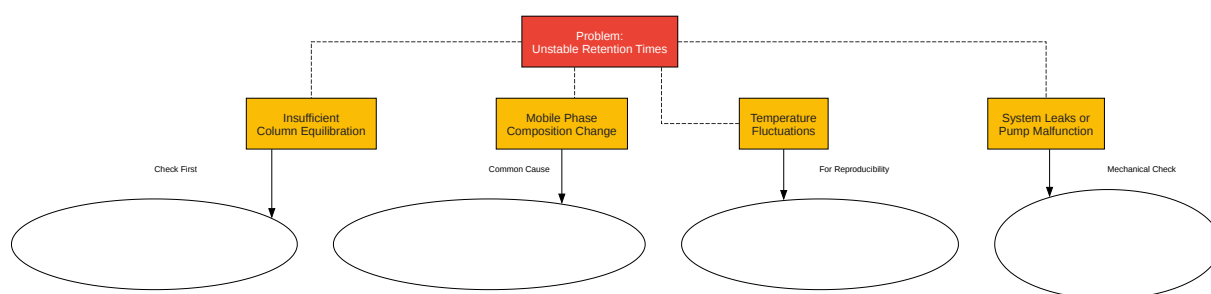 Problem:
Unstable Retention Times
Insufficient
Column Equilibration
Mobile Phase
Composition Change
Temperature
Fluctuations
System Leaks or
Pump Malfunction
Check First
Common Cause
For Reproducibility
Mechanical Check